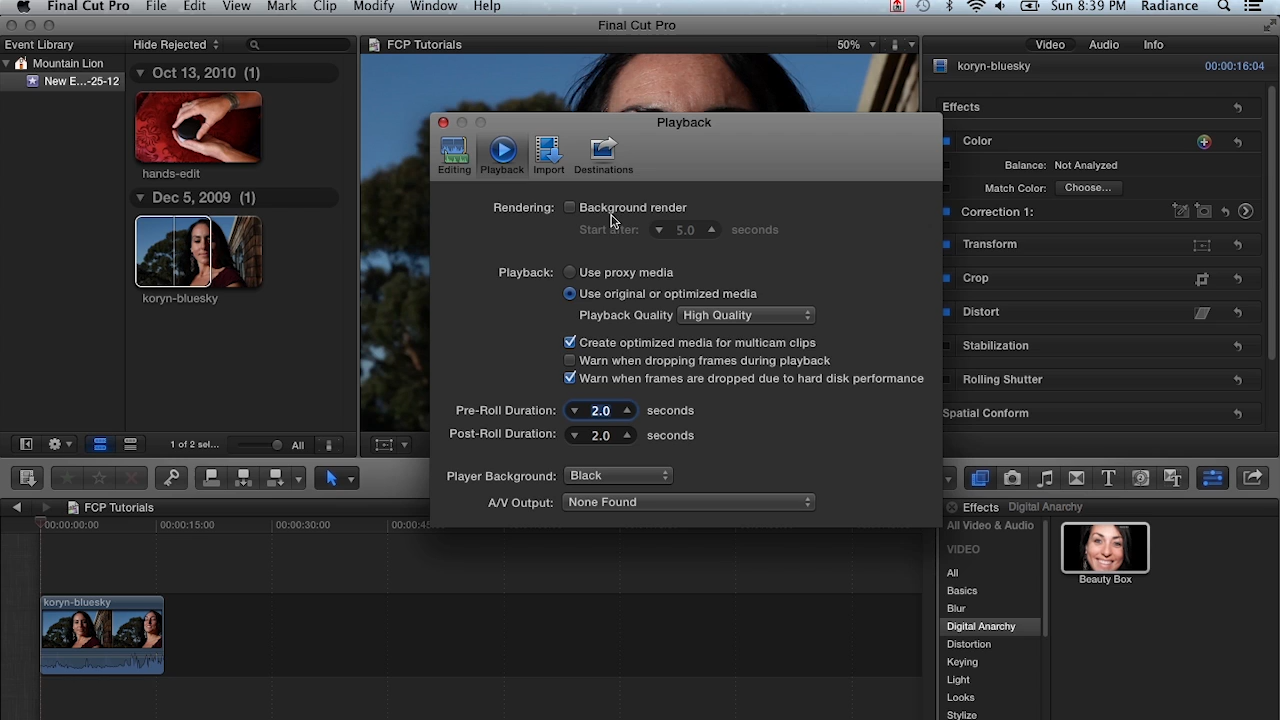 Final Cut Pro File Edit View Mark Clip Modify Window Help Sun 8:39 PM Radiance
Final Cut Pro
Event Library
Hide Rejected
FCP Tutorials
50%
Video Audio Info
Mountain Lion
New E...-25-12
Oct 13, 2010 (1)
hands-edit
Dec 5, 2009 (1)
koryn-bluesky
1 of 2 sel...
All
koryn-bluesky 00:00:16:04
Effects
Color
Balance: Not Analyzed
Match Color: Choose...
Correction 1:
Transform
Crop
Distort
Stabilization
Rolling Shutter
Spatial Conform
Playback
Editing Playback Import Destinations
Rendering: Background render
Start after: 5.0 seconds
Playback: Use proxy media
Use original or optimized media
Playback Quality High Quality
Create optimized media for multicam clips
Warn when dropping frames during playback
Warn when frames are dropped due to hard disk performance
Pre-Roll Duration: 2.0 seconds
Post-Roll Duration: 2.0 seconds
Player Background: Black
A/V Output: None Found
FCP Tutorials
00:00:00:00 00:00:15:00 00:00:30:00 00:00:45
koryn-bluesky
Effects Digital Anarchy
All Video & Audio
VIDEO
All
Basics
Blur
Digital Anarchy
Distortion
Keying
Light
Looks
Stylize
Beauty Box